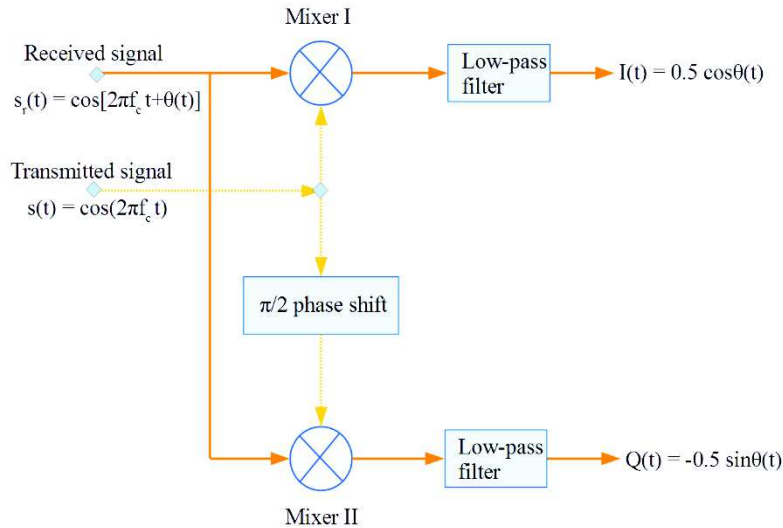 Mixer I
Received signal
s_r(t) = cos[2πf_c t+θ(t)]
Low-pass
filter
I(t) = 0.5 cosθ(t)
Transmitted signal
s(t) = cos(2πf_c t)
π/2 phase shift
Low-pass
filter
Q(t) = -0.5 sinθ(t)
Mixer II